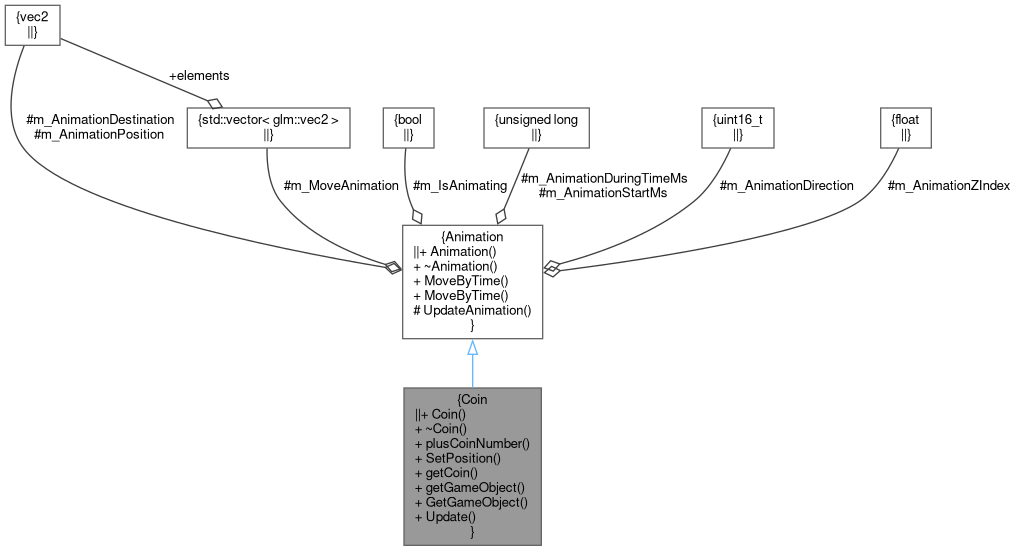 {vec2
||}
+elements
#m_AnimationDestination
#m_AnimationPosition
{std::vector< glm::vec2 >
||}
{bool
||}
{unsigned long
||}
{uint16_t
||}
{float
||}
#m_MoveAnimation
#m_IsAnimating
#m_AnimationDuringTimeMs
#m_AnimationStartMs
#m_AnimationDirection
#m_AnimationZIndex
{Animation
||+ Animation()
+ ~Animation()
+ MoveByTime()
+ MoveByTime()
# UpdateAnimation()
}
{Coin
||+ Coin()
+ ~Coin()
+ plusCoinNumber()
+ SetPosition()
+ getCoin()
+ getGameObject()
+ GetGameObject()
+ Update()
}